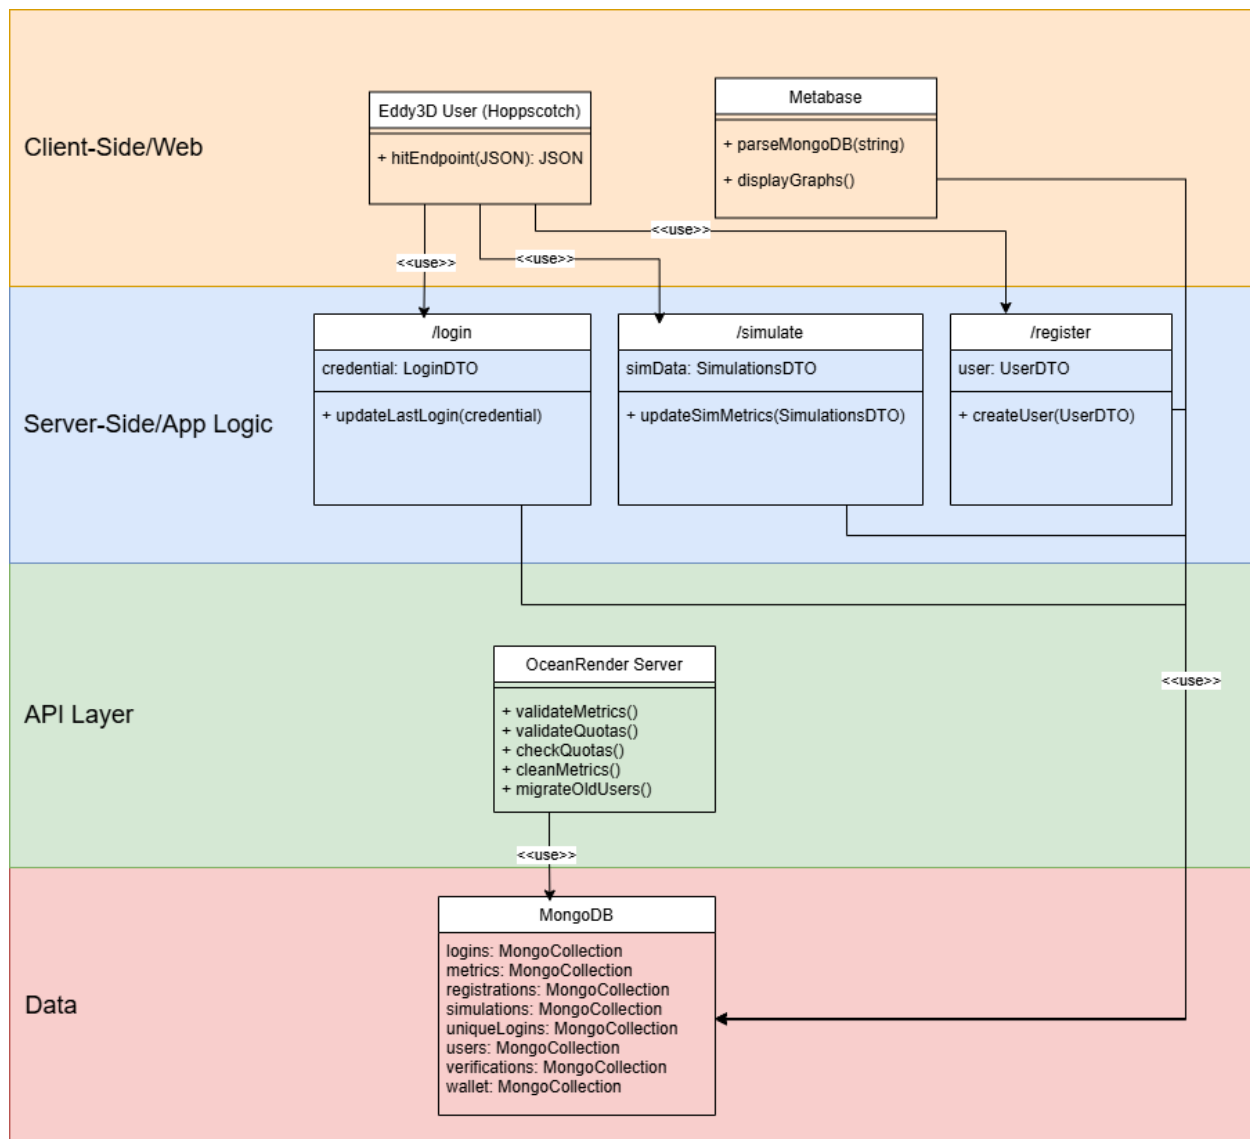 Client-Side/Web
Eddy3D User (Hoppscotch)
+ hitEndpoint(JSON): JSON
Metabase
+ parseMongoDB(string)
+ displayGraphs()
<<use>>
<<use>>
<<use>>
Server-Side/App Logic
/login
credential: LoginDTO
+ updateLastLogin(credential)
/simulate
simData: SimulationsDTO
+ updateSimMetrics(SimulationsDTO)
/register
user: UserDTO
+ createUser(UserDTO)
API Layer
OceanRender Server
+ validateMetrics()
+ validateQuotas()
+ checkQuotas()
+ cleanMetrics()
+ migrateOldUsers()
<<use>>
<<use>>
Data
MongoDB
logins: MongoCollection
metrics: MongoCollection
registrations: MongoCollection
simulations: MongoCollection
uniqueLogins: MongoCollection
users: MongoCollection
verifications: MongoCollection
wallet: MongoCollection